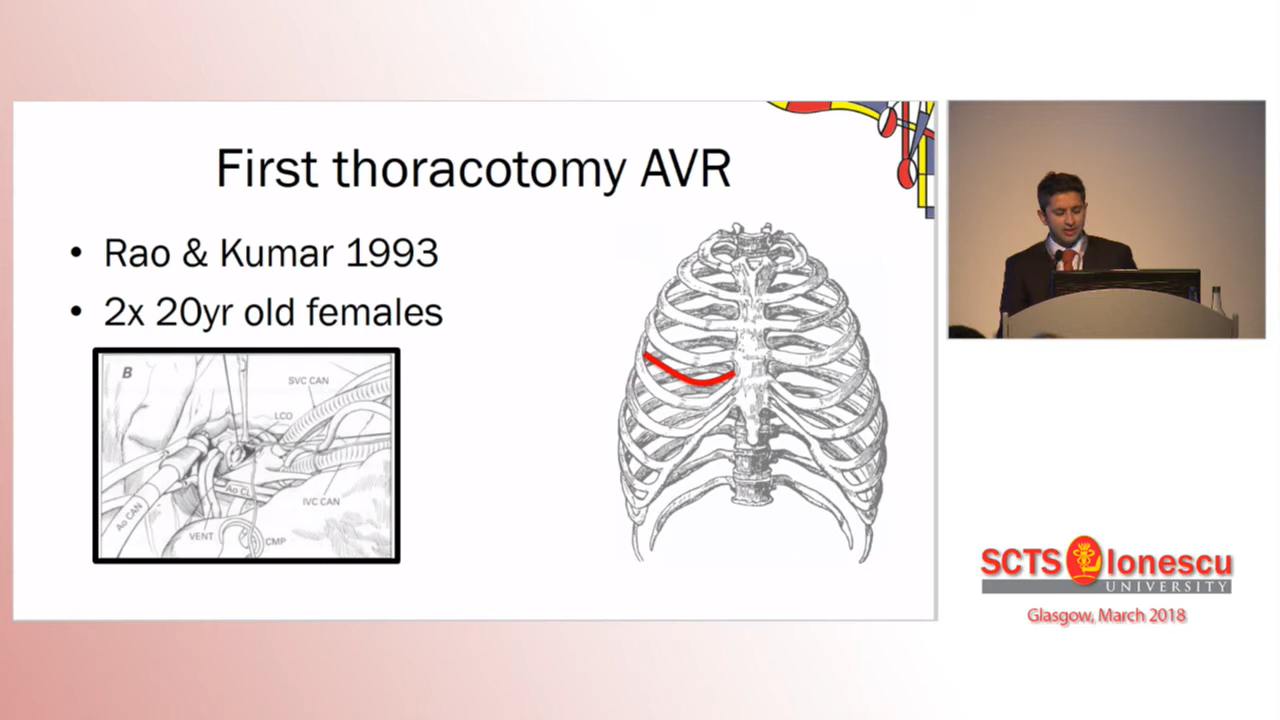 First thoracotomy AVR
• Rao & Kumar 1993
• 2x 20yr old females
B
SVC CAN
LCO
Ao CL
Ao CAN
IVC CAN
VENT
CMP
SCTS Ionescu
UNIVERSITY
Glasgow, March 2018